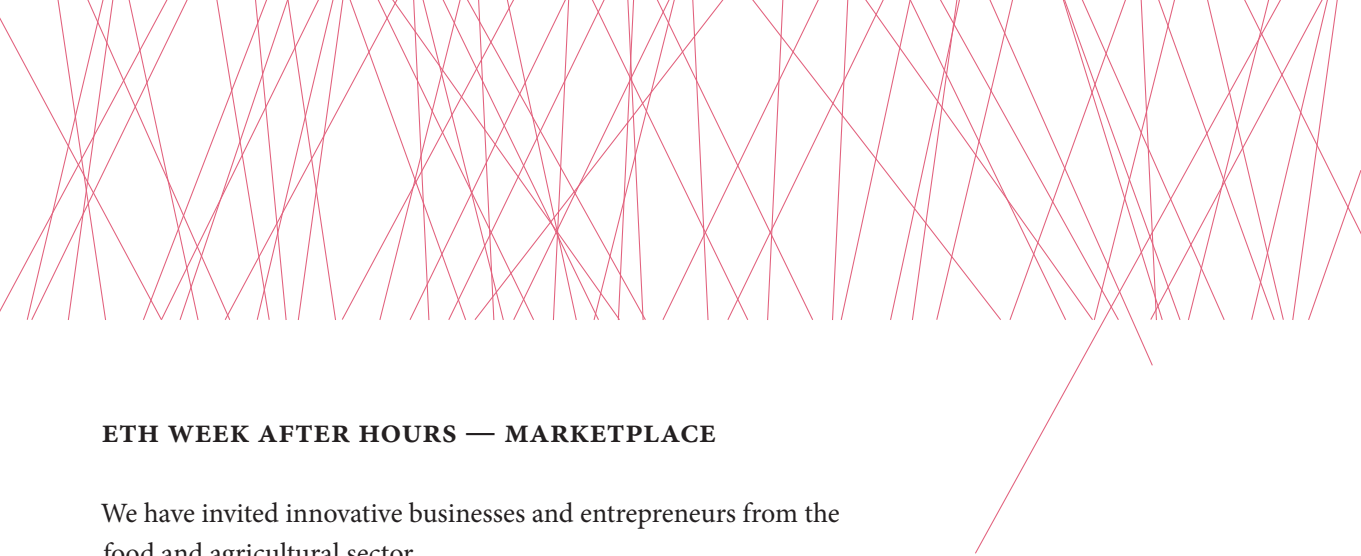 ETH WEEK AFTER HOURS — MARKETPLACE
We have invited innovative businesses and entrepreneurs from the
food and agricultural sector